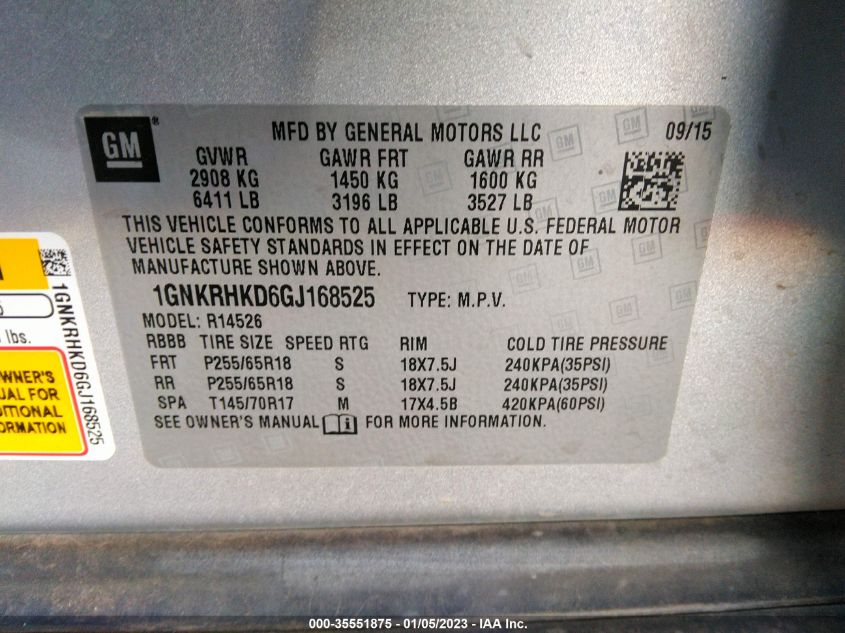 GM®
MFD BY GENERAL MOTORS LLC 09/15
GVWR GAWR FRT GAWR RR
2908 KG 1450 KG 1600 KG
6411 LB 3196 LB 3527 LB
THIS VEHICLE CONFORMS TO ALL APPLICABLE U.S. FEDERAL MOTOR
VEHICLE SAFETY STANDARDS IN EFFECT ON THE DATE OF
MANUFACTURE SHOWN ABOVE.
1GNKRHKD6GJ168525 TYPE: M.P.V.
MODEL: R14526
RBBB TIRE SIZE SPEED RTG RIM COLD TIRE PRESSURE
FRT P255/65R18 S 18X7.5J 240KPA(35PSI)
RR P255/65R18 S 18X7.5J 240KPA(35PSI)
SPA T145/70R17 M 17X4.5B 420KPA(60PSI)
SEE OWNER'S MANUAL FOR MORE INFORMATION.
1GNKRHKD6GJ168525
lbs.
WNER'S
UAL FOR
DITIONAL
ORMATION
000-35551875 - 01/05/2023 - IAA Inc.